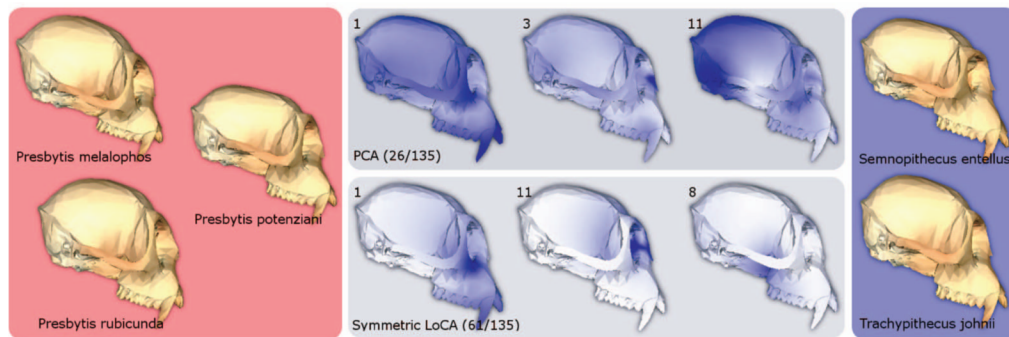 Presbytis melalophos
Presbytis potenziani
Presbytis rubicunda
1 3 11
PCA (26/135)
1 11 8
Symmetric LoCA (61/135)
Semnopithecus entellus
Trachypithecus johnii